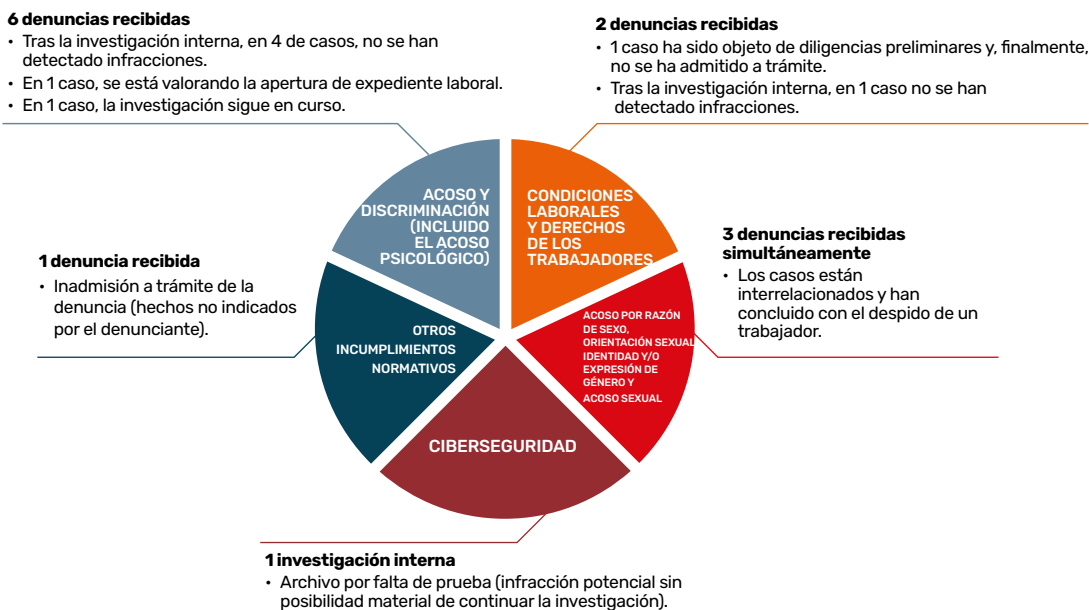 6 denuncias recibidas
• Tras la investigación interna, en 4 de casos, no se han
detectado infracciones.
• En 1 caso, se está valorando la apertura de expediente laboral.
• En 1 caso, la investigación sigue en curso.
2 denuncias recibidas
• 1 caso ha sido objeto de diligencias preliminares y, finalmente,
no se ha admitido a trámite.
• Tras la investigación interna, en 1 caso no se han
detectado infracciones.
ACOSO Y
DISCRIMINACIÓN
(INCLUIDO
EL ACOSO
PSICOLÓGICO)
CONDICIONES
LABORALES
Y DERECHOS
DE LOS
TRABAJADORES
1 denuncia recibida
• Inadmisión a trámite de la
denuncia (hechos no indicados
por el denunciante).
3 denuncias recibidas
simultáneamente
• Los casos están
interrelacionados y han
concluido con el despido de un
trabajador.
OTROS
INCUMPLIMIENTOS
NORMATIVOS
ACOSO POR RAZÓN
DE SEXO,
ORIENTACIÓN SEXUAL
IDENTIDAD Y/O
EXPRESIÓN DE
GÉNERO Y
ACOSO SEXUAL
CIBERSEGURIDAD
1 investigación interna
• Archivo por falta de prueba (infracción potencial sin
posibilidad material de continuar la investigación).